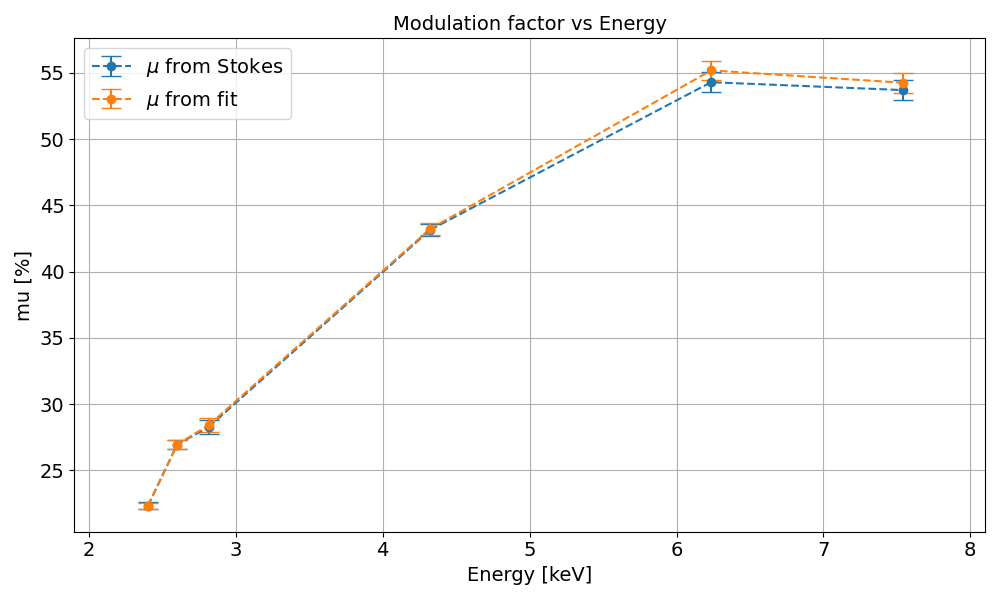 Modulation factor vs Energy
μ from Stokes
μ from fit
mu [%]
55
50
45
40
35
30
25
2 3 4 5 6 7 8
Energy [keV]